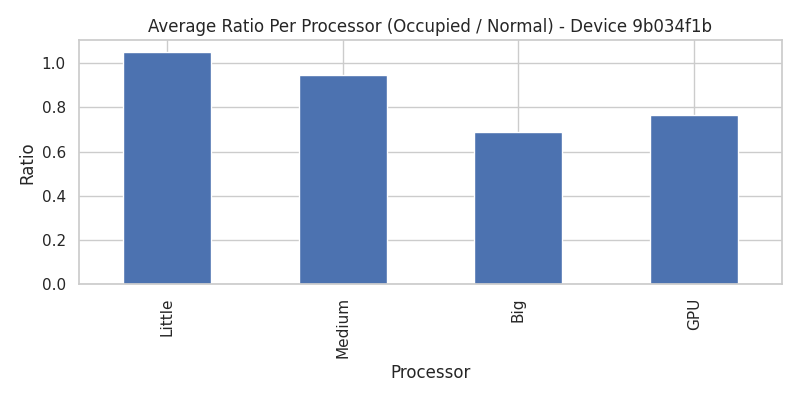 Average Ratio Per Processor (Occupied / Normal) - Device 9b034f1b
Ratio
1.0
0.8
0.6
0.4
0.2
0.0
Little
Medium
Big
GPU
Processor